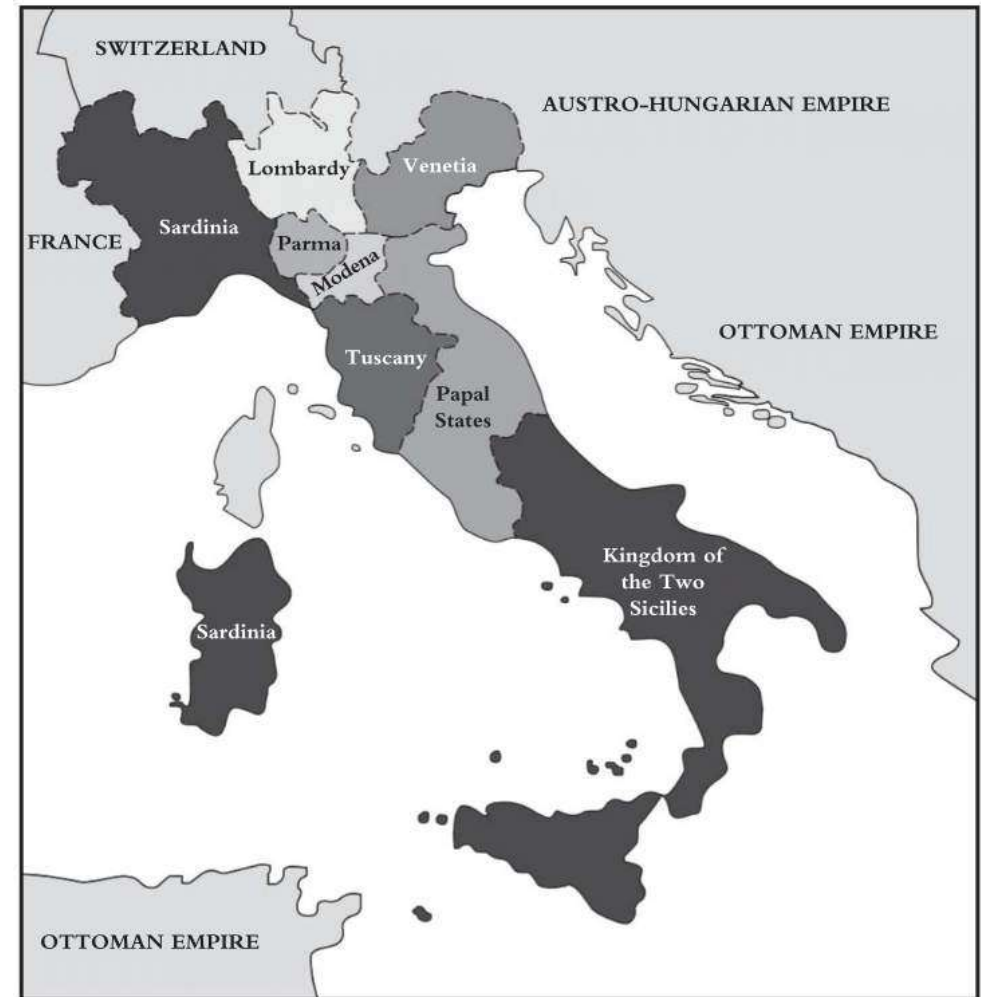 SWITZERLAND
AUSTRO-HUNGARIAN EMPIRE
Lombardy
Venetia
Sardinia
FRANCE
Parma
Modena
OTTOMAN EMPIRE
Tuscany
Papal
States
Kingdom of
the Two
Sicilies
Sardinia
OTTOMAN EMPIRE